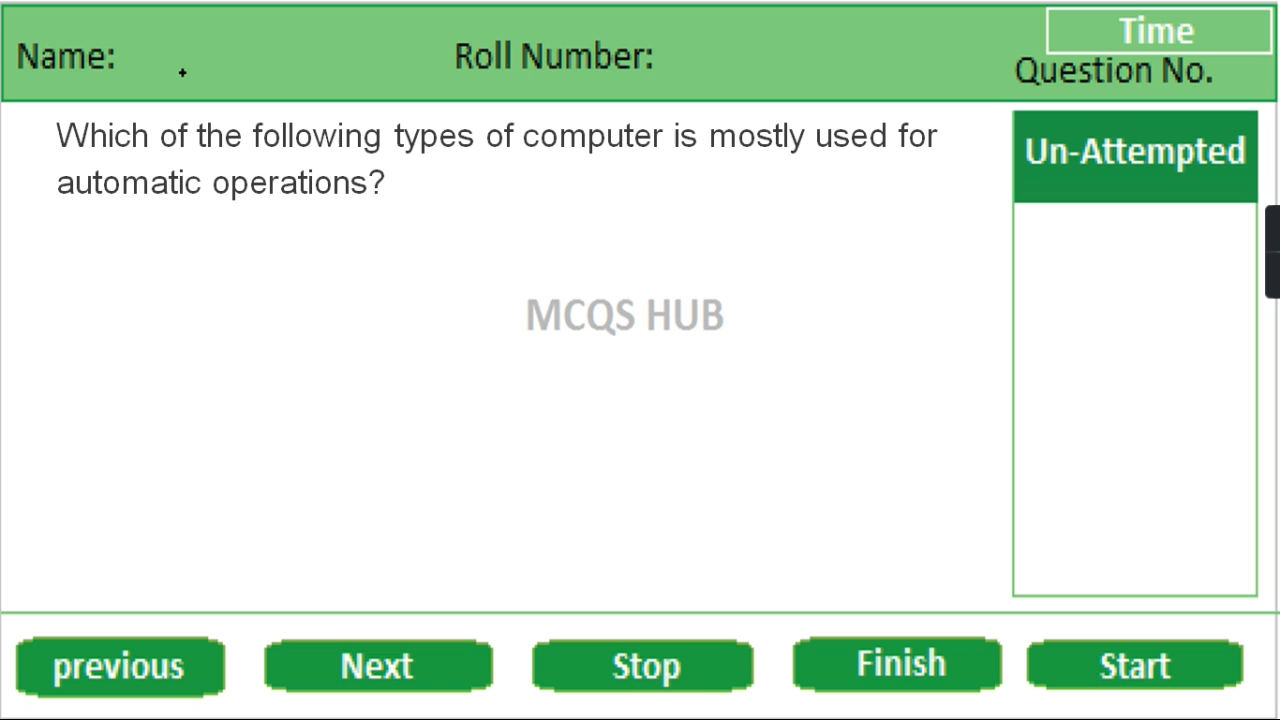 Time
Name: Roll Number:
Question No.
Which of the following types of computer is mostly used for
automatic operations?
Un-Attempted
MCQS HUB
previous Next Stop Finish Start